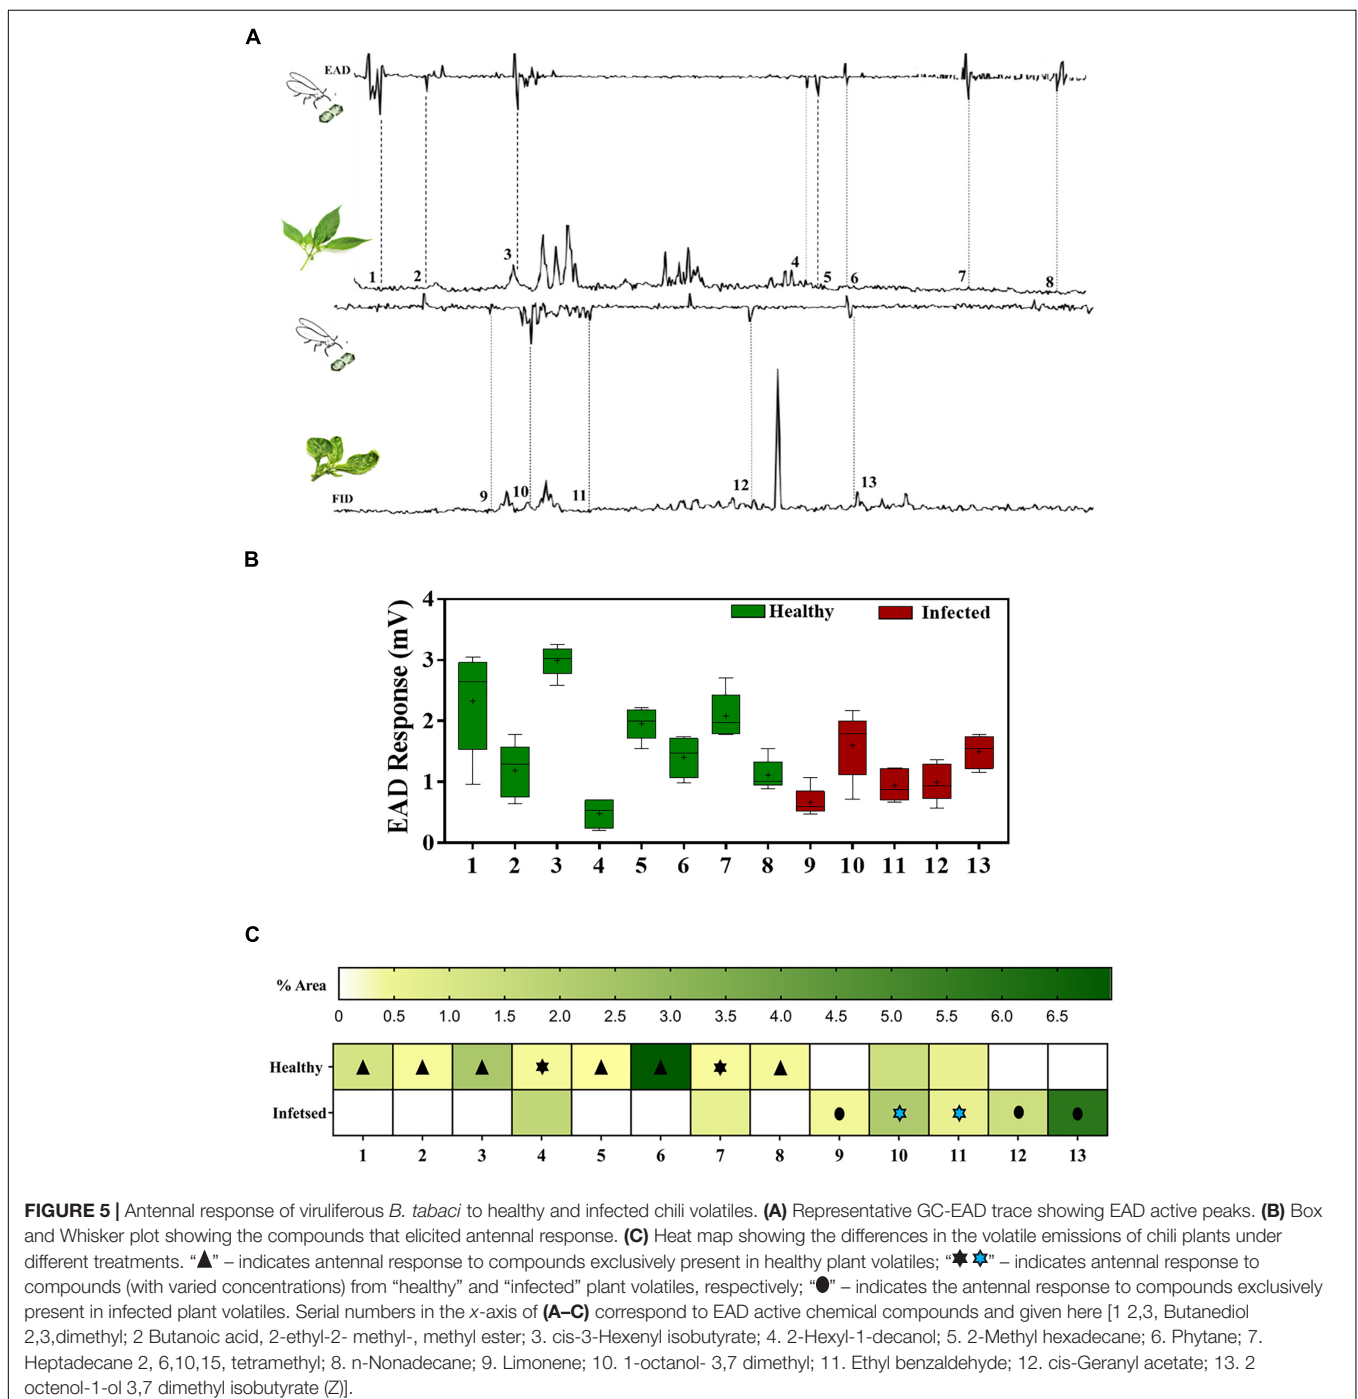 A
EAD
3
4
1
2
5
6
7
8
9
10
11
12
13
FID
B
EAD Response (mV)
4
3
2
1
0
Healthy
Infected
1 2 3 4 5 6 7 8 9 10 11 12 13
C
% Area
0 0.5 1.0 1.5 2.0 2.5 3.0 3.5 4.0 4.5 5.0 5.5 6.0 6.5
Healthy
Infetsed
1 2 3 4 5 6 7 8 9 10 11 12 13
FIGURE 5 | Antennal response of viruliferous B. tabaci to healthy and infected chili volatiles. (A) Representative GC-EAD trace showing EAD active peaks. (B) Box
and Whisker plot showing the compounds that elicited antennal response. (C) Heat map showing the differences in the volatile emissions of chili plants under
different treatments. “▲” – indicates antennal response to compounds exclusively present in healthy plant volatiles; “✶ ✶” – indicates antennal response to
compounds (with varied concentrations) from “healthy” and “infected” plant volatiles, respectively; “●” – indicates the antennal response to compounds exclusively
present in infected plant volatiles. Serial numbers in the x-axis of (A–C) correspond to EAD active chemical compounds and given here [1 2,3, Butanediol
2,3,dimethyl; 2 Butanoic acid, 2-ethyl-2- methyl-, methyl ester; 3. cis-3-Hexenyl isobutyrate; 4. 2-Hexyl-1-decanol; 5. 2-Methyl hexadecane; 6. Phytane; 7.
Heptadecane 2, 6,10,15, tetramethyl; 8. n-Nonadecane; 9. Limonene; 10. 1-octanol- 3,7 dimethyl; 11. Ethyl benzaldehyde; 12. cis-Geranyl acetate; 13. 2
octenol-1-ol 3,7 dimethyl isobutyrate (Z)].